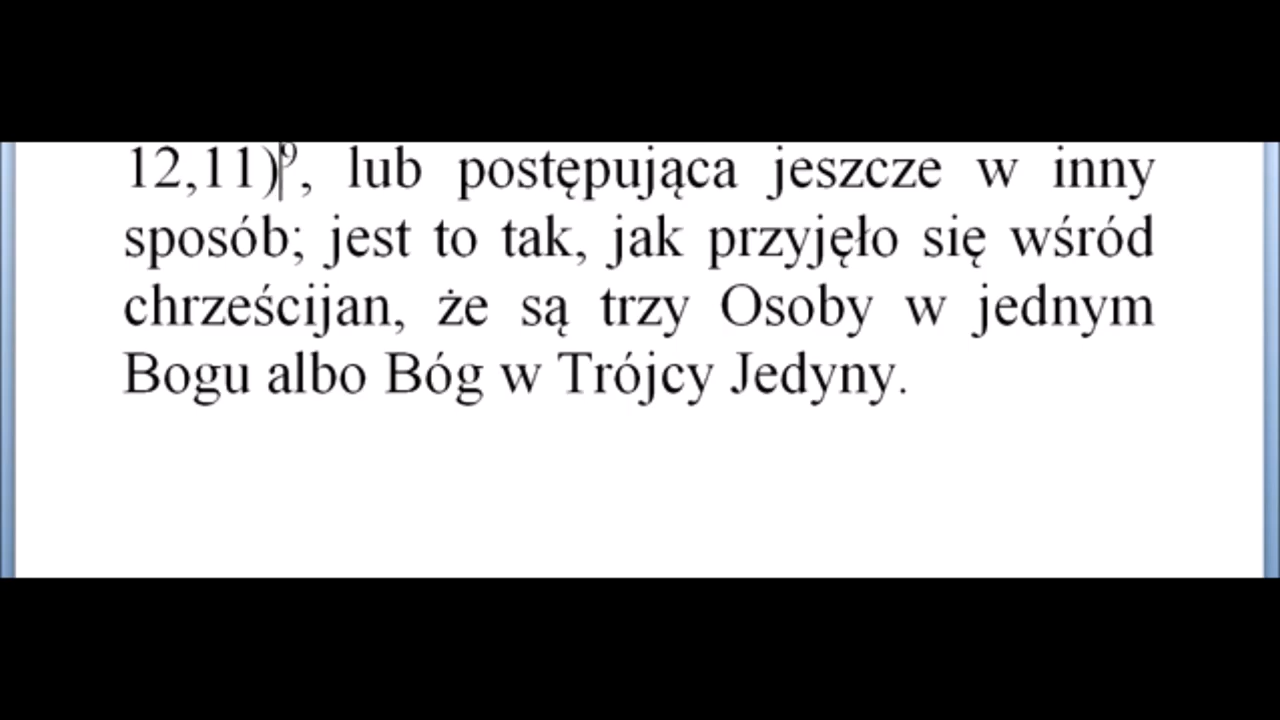 12,11)⁹, lub postępująca jeszcze w inny
sposób; jest to tak, jak przyjęło się wśród
chrześcijan, że są trzy Osoby w jednym
Bogu albo Bóg w Trójcy Jedyny.